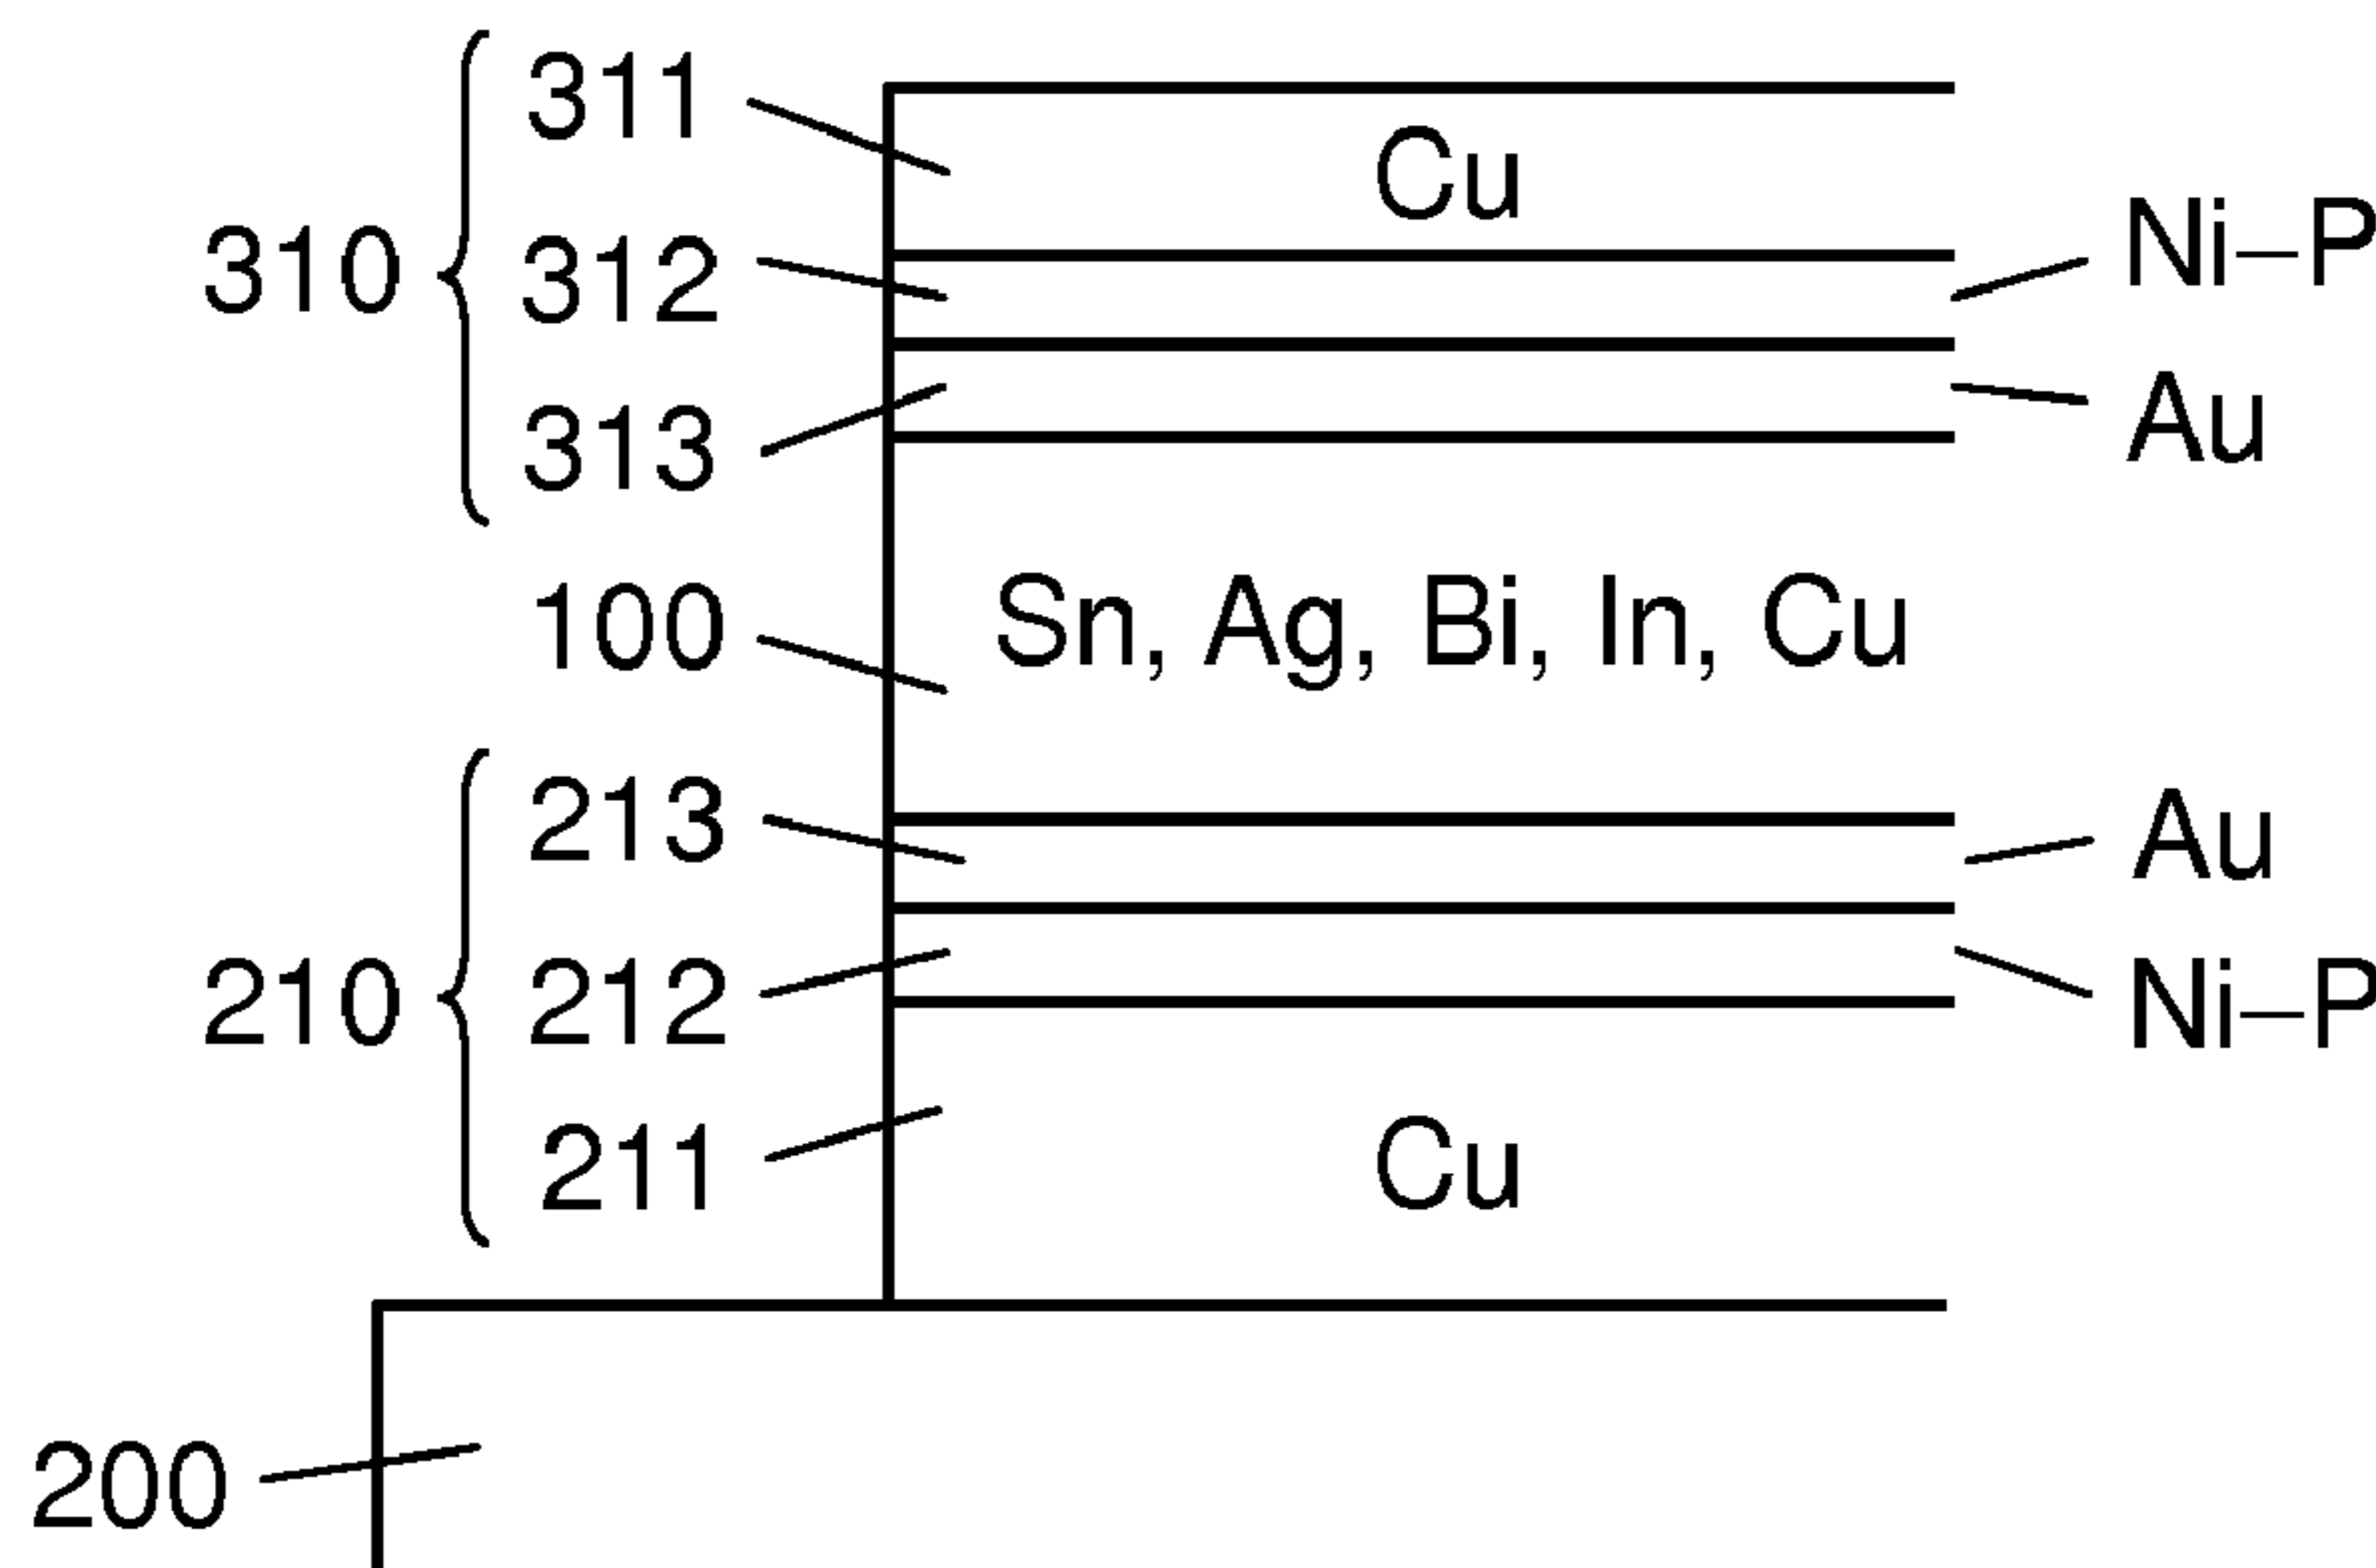 311
Cu
Ni–P
310
312
Au
313
100
Sn, Ag, Bi, In, Cu
213
Au
210
212
Ni–P
211
Cu
200